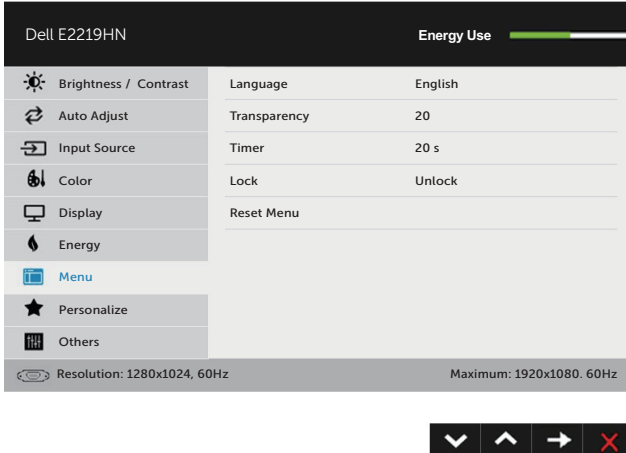 Dell E2219HN
Energy Use
Brightness / Contrast
Auto Adjust
Input Source
Color
Display
Energy
Menu
Personalize
Others
Language English
Transparency 20
Timer 20 s
Lock Unlock
Reset Menu
Resolution: 1280x1024, 60Hz
Maximum: 1920x1080. 60Hz